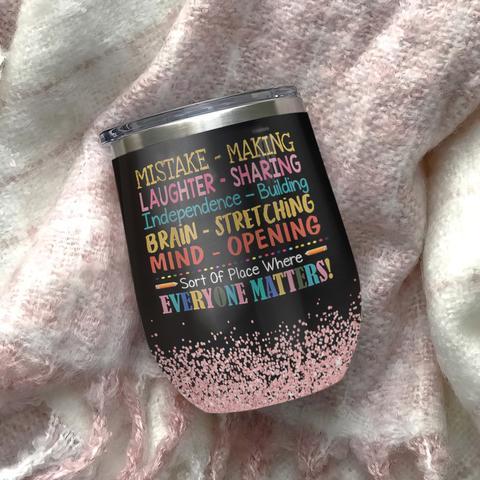 MISTAKE - MAKING
LAUGHTER - SHARING
Independence - Building
BRAIN - STRETCHING
MIND - OPENING
Sort Of Place Where
EVERYONE MATTERS!